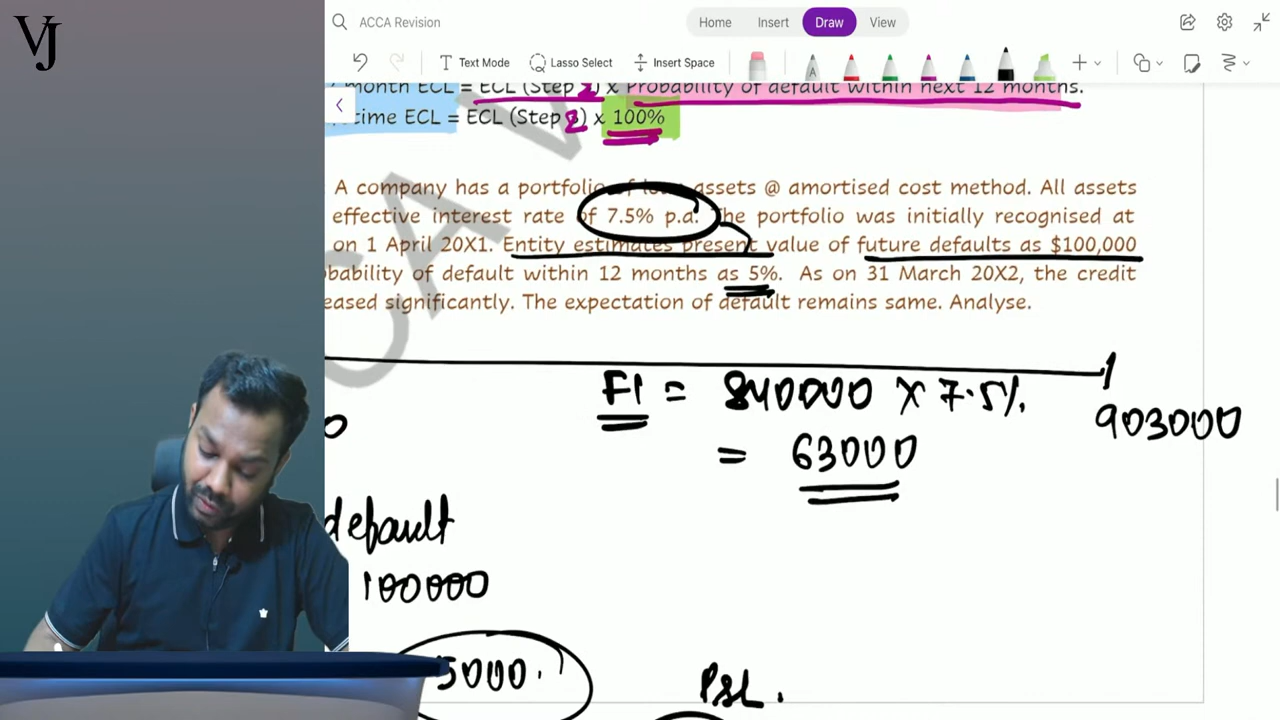 VJ
ACCA Revision
Home Insert Draw View
Text Mode Lasso Select Insert Space
month ECL = ECL (Step 2) x Probability of default within next 12 months.
time ECL = ECL (Step 2) x 100%
A company has a portfolio of loan assets @ amortised cost method. All assets
effective interest rate of 7.5% p.a. The portfolio was initially recognised at
on 1 April 20X1. Entity estimates present value of future defaults as $100,000
bability of default within 12 months as 5%. As on 31 March 20X2, the credit
eased significantly. The expectation of default remains same. Analyse.
FI = 840000 x 7.5%
903000
= 63000
default
100000
5000.
P&L.